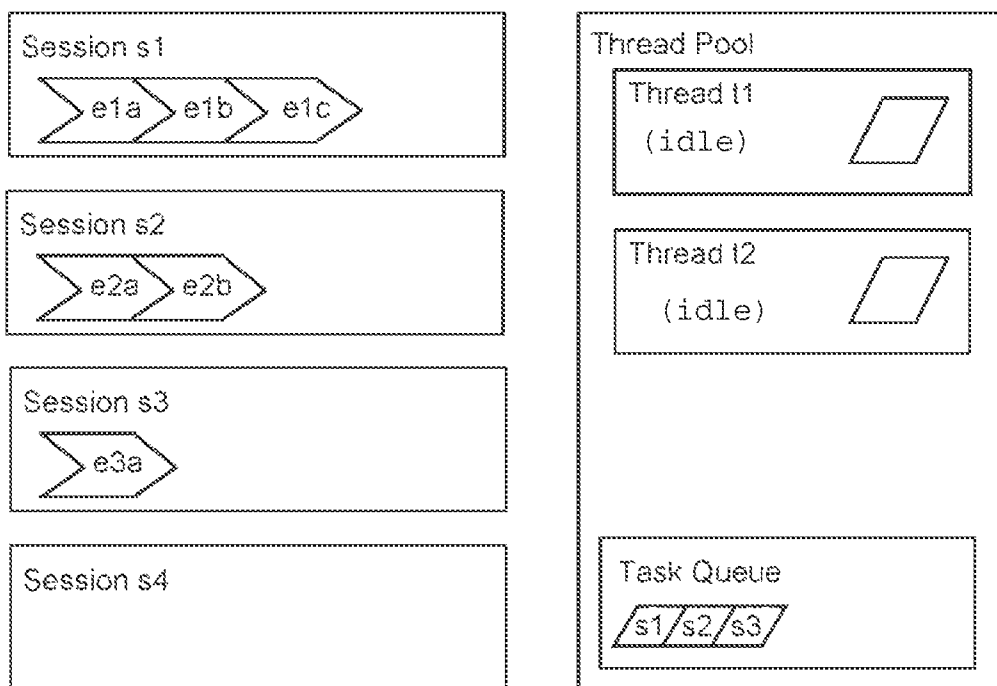 Session s1
e1a e1b e1c
Session s2
e2a e2b
Session s3
e3a
Session s4
Thread Pool
Thread t1
(idle)
Thread t2
(idle)
Task Queue
s1 s2 s3